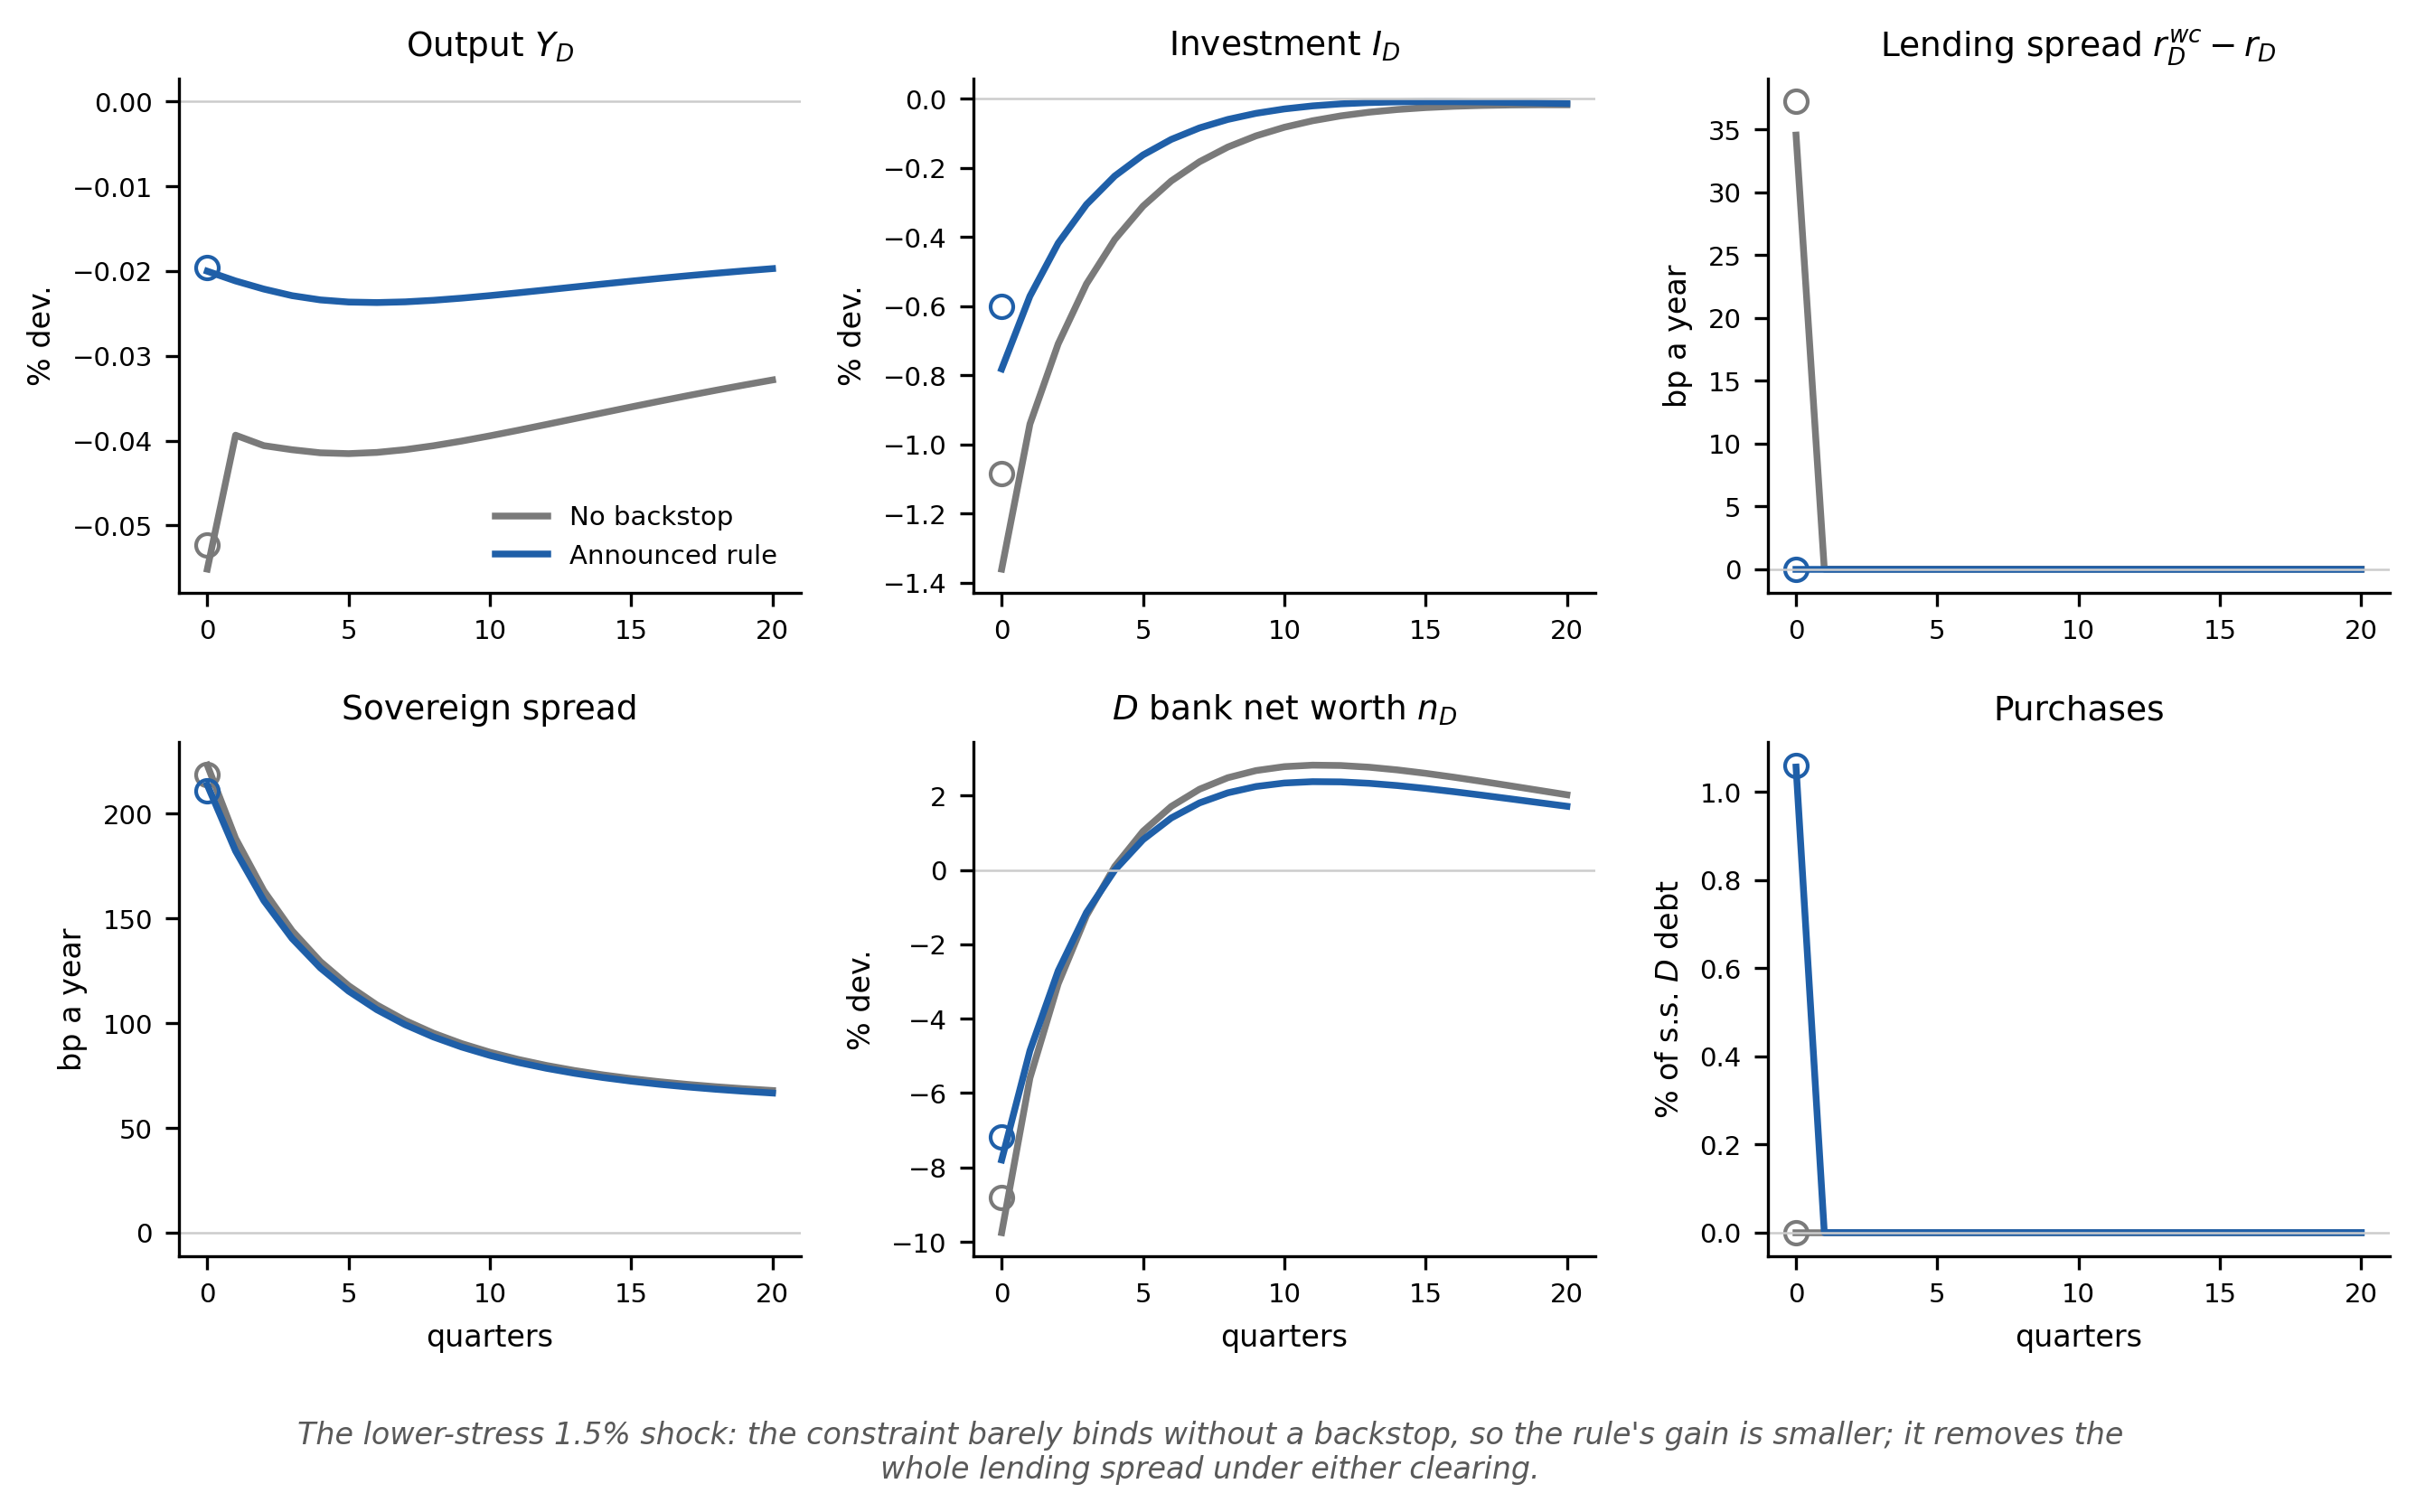 Output Y_D
Investment I_D
Lending spread r_D^{wc} − r_D
% dev.
0.00
−0.01
−0.02
−0.03
−0.04
−0.05
No backstop
Announced rule
0 5 10 15 20
% dev.
0.0
−0.2
−0.4
−0.6
−0.8
−1.0
−1.2
−1.4
0 5 10 15 20
bp a year
35
30
25
20
15
10
5
0
0 5 10 15 20
Sovereign spread
D bank net worth n_D
Purchases
bp a year
200
150
100
50
0
0 5 10 15 20
quarters
% dev.
2
0
−2
−4
−6
−8
−10
0 5 10 15 20
quarters
% of s.s. D debt
1.0
0.8
0.6
0.4
0.2
0.0
0 5 10 15 20
quarters
The lower-stress 1.5% shock: the constraint barely binds without a backstop, so the rule's gain is smaller; it removes the
whole lending spread under either clearing.